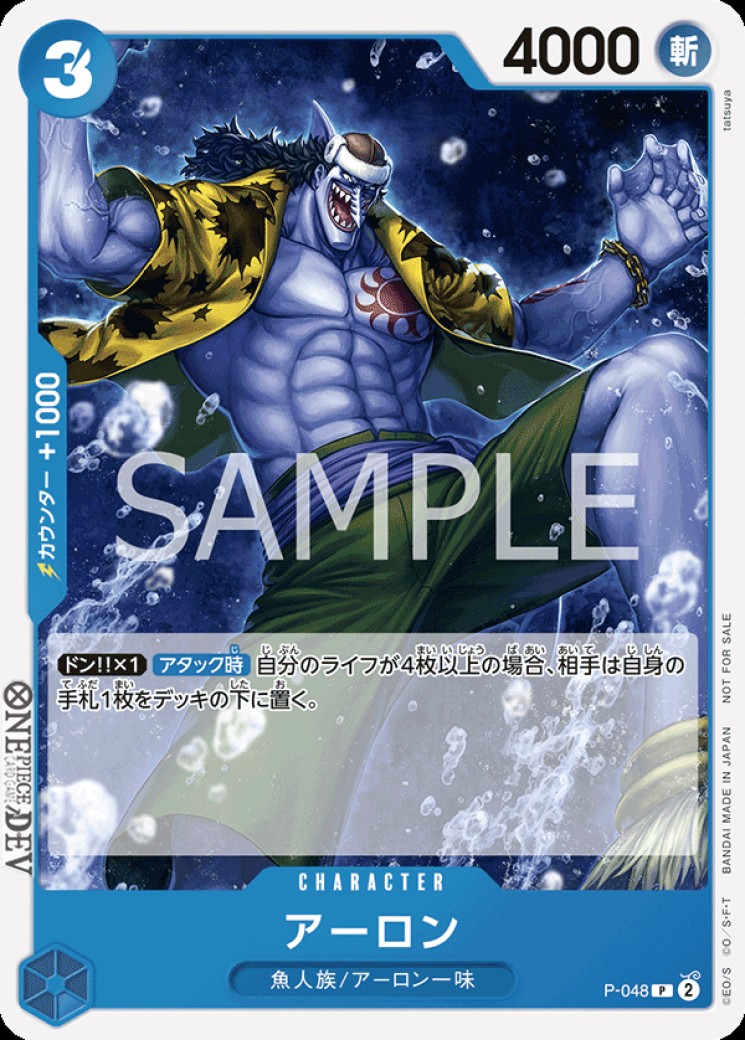 3
4000
斬
tatsuya
カウンター +1000
SAMPLE
ドン!!×1 アタック時 自分のライフが4枚以上の場合、相手は自身の
手札1枚をデッキの下に置く。
NOT FOR SALE
BANDAI MADE IN JAPAN
©E/S ©O/S・F・T
ONE PIECE
CARD GAME
DEV
CHARACTER
アーロン
魚人族/アーロン一味
P-048 P 2